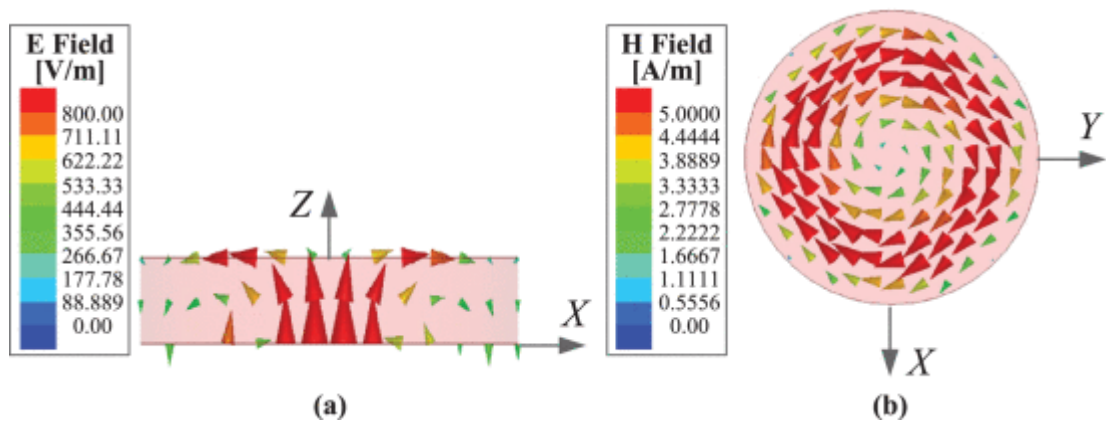 E Field
[V/m]
800.00
711.11
622.22
533.33
444.44
355.56
266.67
177.78
88.889
0.00
Z
X
(a)
H Field
[A/m]
5.0000
4.4444
3.8889
3.3333
2.7778
2.2222
1.6667
1.1111
0.5556
0.00
Y
X
(b)